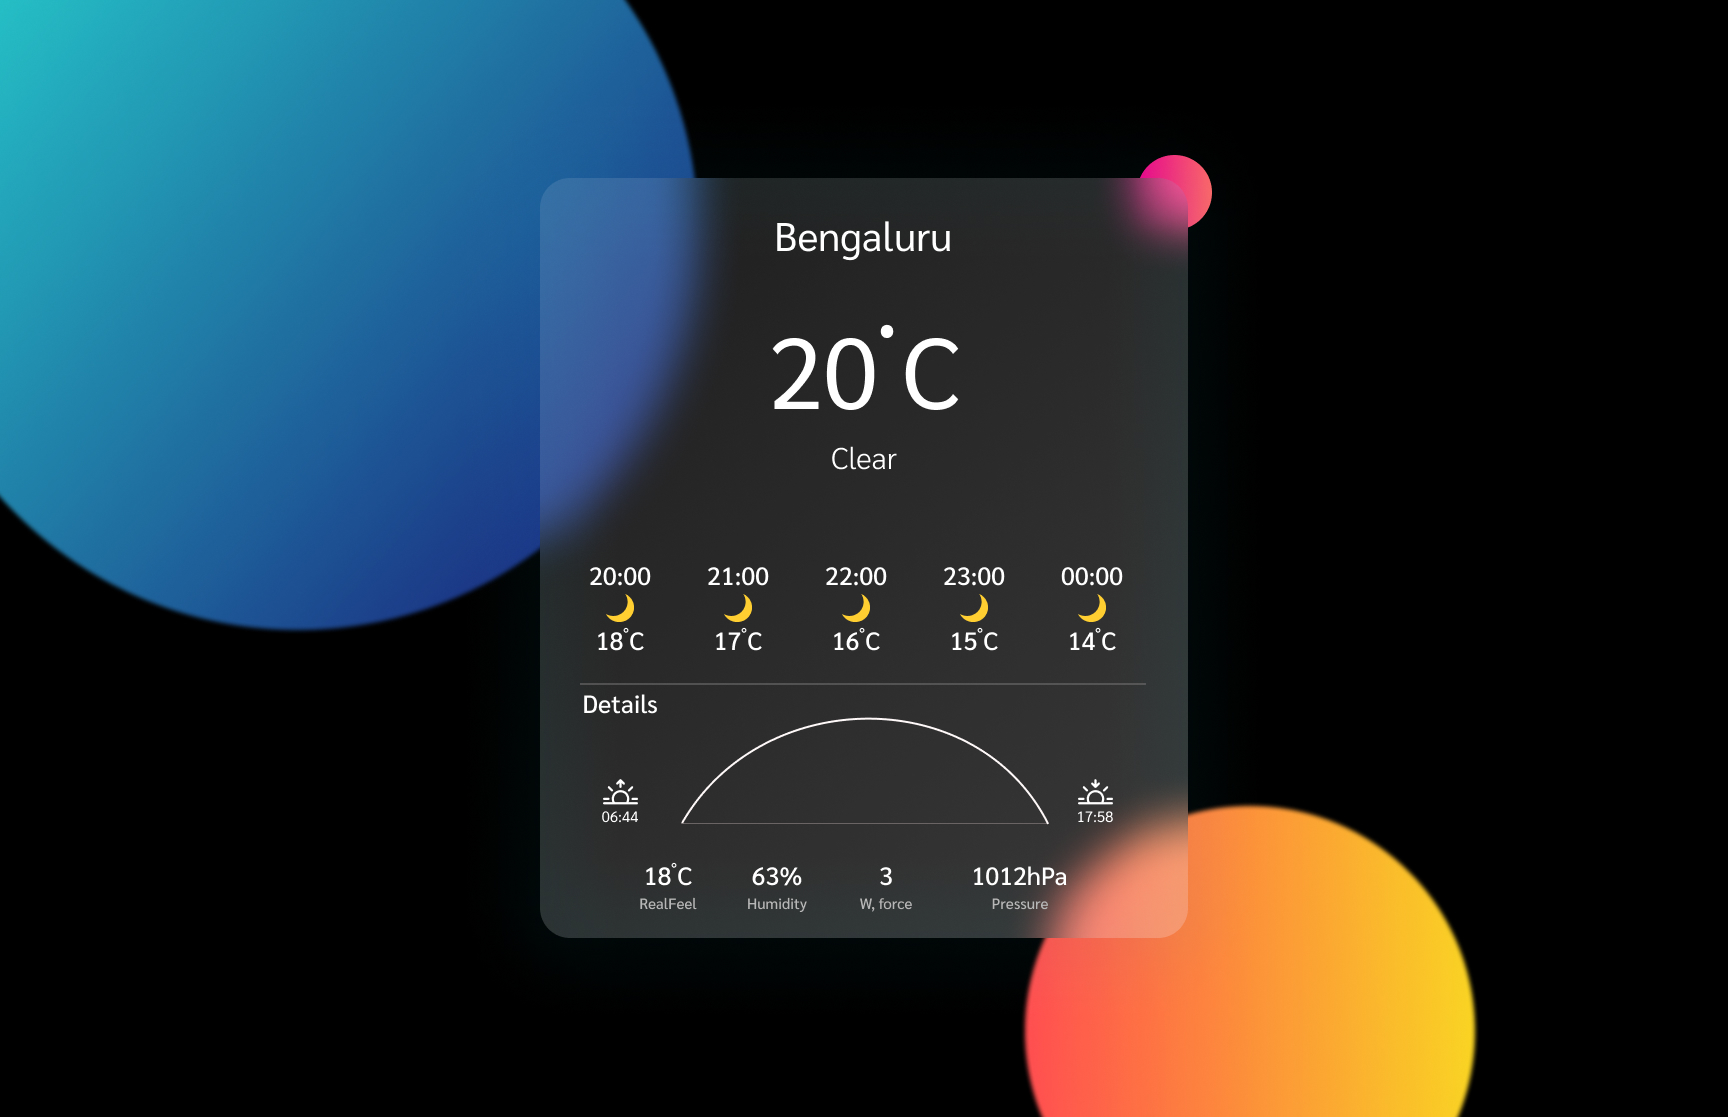 Bengaluru
20°C
Clear
20:00 21:00 22:00 23:00 00:00
18°C 17°C 16°C 15°C 14°C
Details
06:44 17:58
18°C 63% 3 1012hPa
RealFeel Humidity W, force Pressure